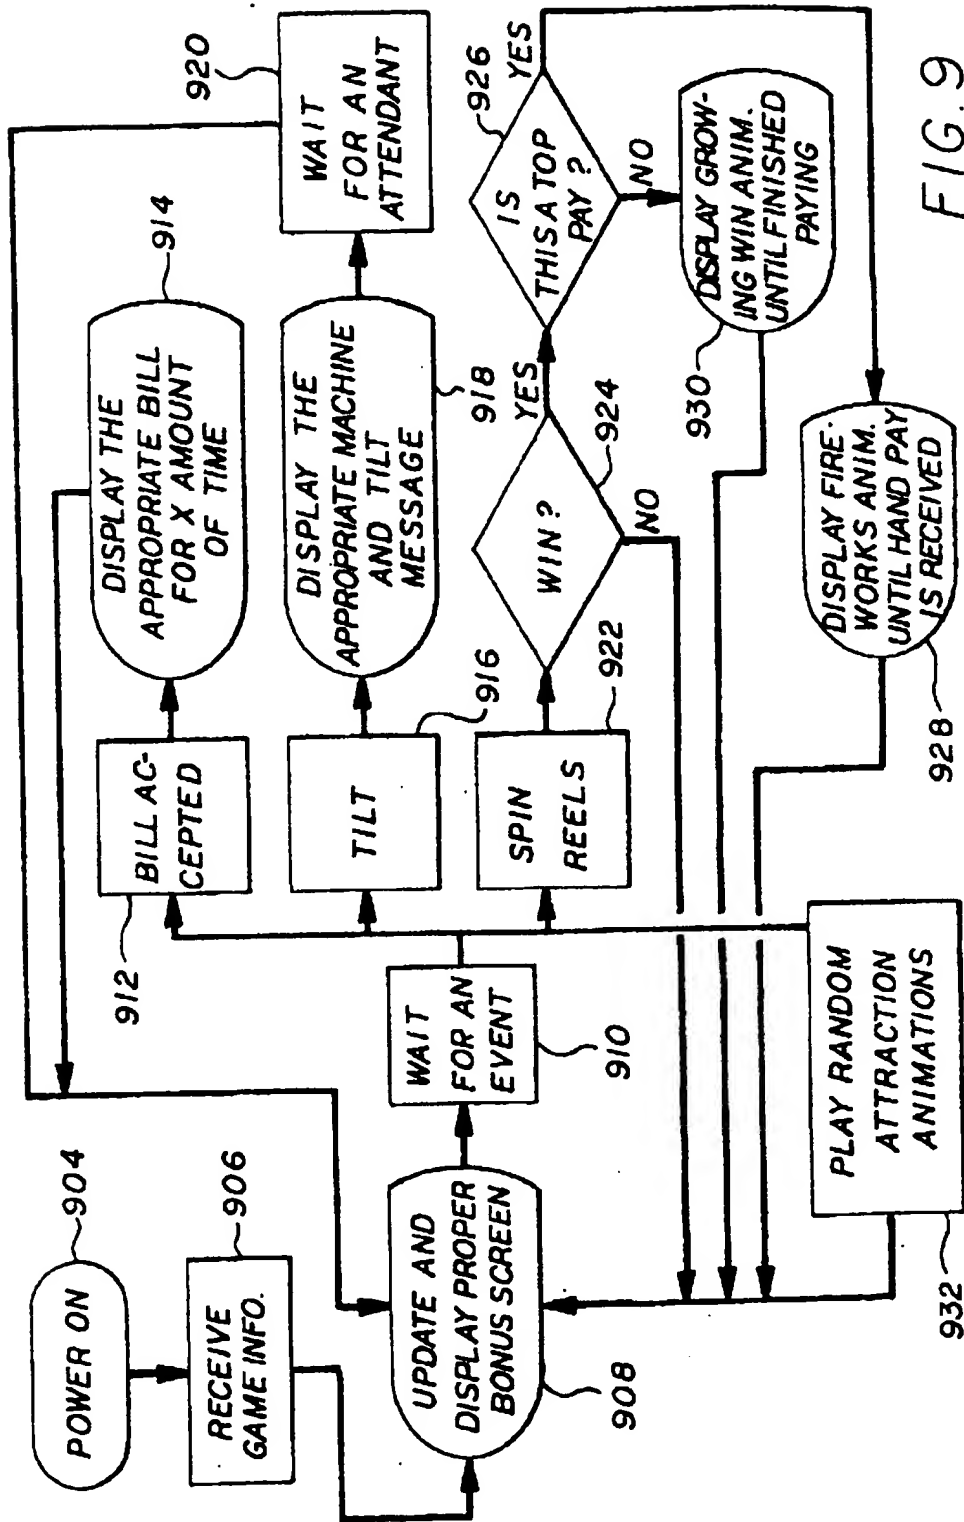 POWER ON
904
RECEIVE
GAME INFO.
906
UPDATE AND
DISPLAY PROPER
BONUS SCREEN
908
WAIT
FOR AN
EVENT
910
BILL AC-
CEPTED
912
DISPLAY THE
APPROPRIATE BILL
FOR X AMOUNT
OF TIME
914
TILT
916
DISPLAY THE
APPROPRIATE MACHINE
AND TILT
MESSAGE
918
WAIT
FOR AN
ATTENDANT
920
SPIN
REELS
922
WIN?
924
YES
NO
IS
THIS A TOP
PAY?
926
YES
NO
DISPLAY GROW-
ING WIN ANIM.
UNTIL FINISHED
PAYING
930
DISPLAY FIRE-
WORKS ANIM.
UNTIL HAND PAY
IS RECEIVED
928
PLAY RANDOM
ATTRACTION
ANIMATIONS
932
FIG. 9